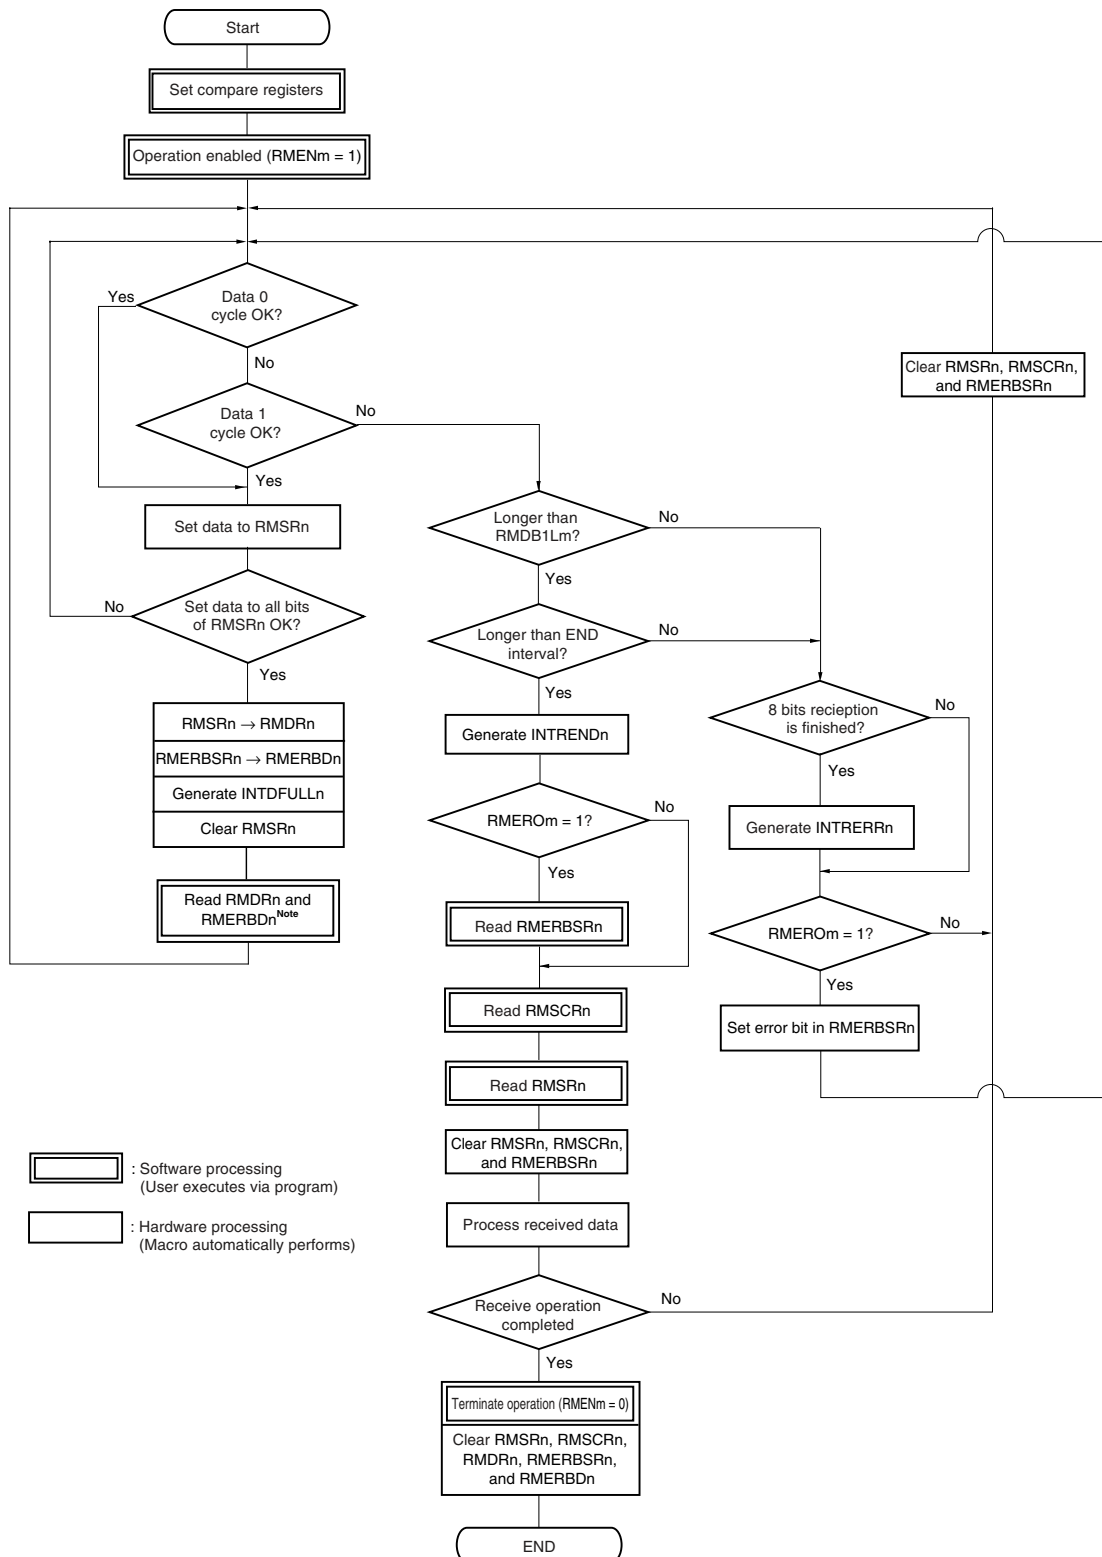 Start
Set compare registers
Operation enabled (RMENm = 1)
Yes
Data 0
cycle OK?
No
Clear RMSRn, RMSCRn,
and RMERBSRn
Data 1
cycle OK?
No
Yes
Set data to RMSRn
Longer than
RMDB1Lm?
No
Yes
No
Set data to all bits
of RMSRn OK?
Yes
Longer than END
interval?
No
Yes
RMSRn → RMDRn
RMERBSRn → RMERBDn
Generate INTDFULLn
Clear RMSRn
Read RMDRn and
RMERBDnNote
8 bits recieption
is finished?
No
Yes
Generate INTRENDn
RMEROm = 1?
No
Yes
Generate INTRERRn
Read RMERBSRn
RMEROm = 1?
No
Yes
Read RMSCRn
Set error bit in RMERBSRn
Read RMSRn
Clear RMSRn, RMSCRn,
and RMERBSRn
: Software processing
(User executes via program)
: Hardware processing
(Macro automatically performs)
Process received data
Receive operation
completed
No
Yes
Terminate operation (RMENm = 0)
Clear RMSRn, RMSCRn,
RMDRn, RMERBSRn,
and RMERBDn
END